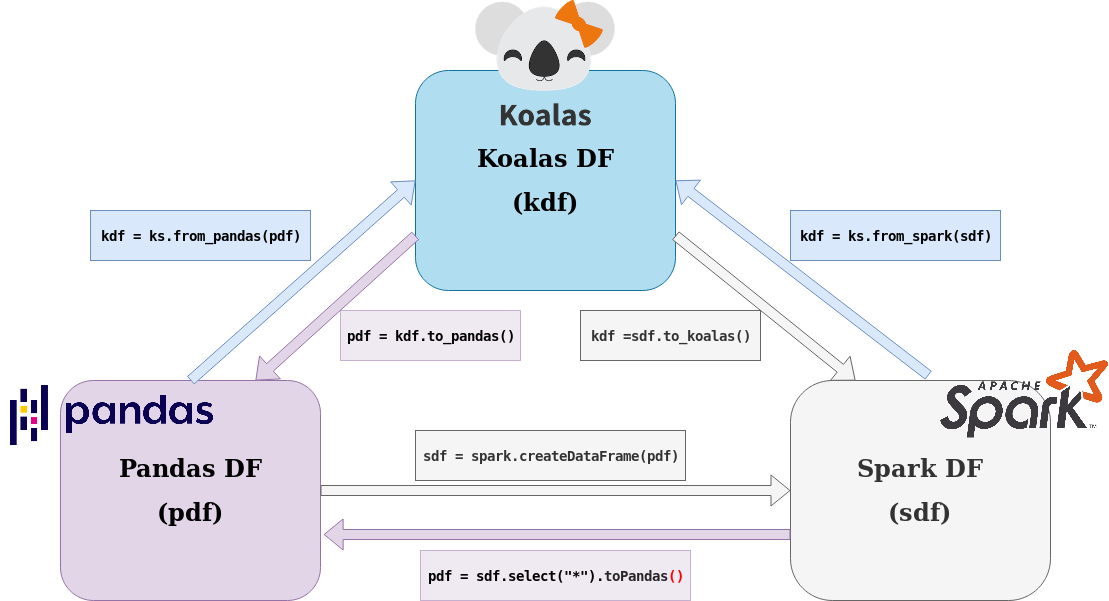 Koalas
Koalas DF
(kdf)
kdf = ks.from_pandas(pdf)
kdf = ks.from_spark(sdf)
pdf = kdf.to_pandas()
kdf =sdf.to_koalas()
pandas
APACHE
Spark™
Pandas DF
(pdf)
sdf = spark.createDataFrame(pdf)
Spark DF
(sdf)
pdf = sdf.select("*").toPandas()